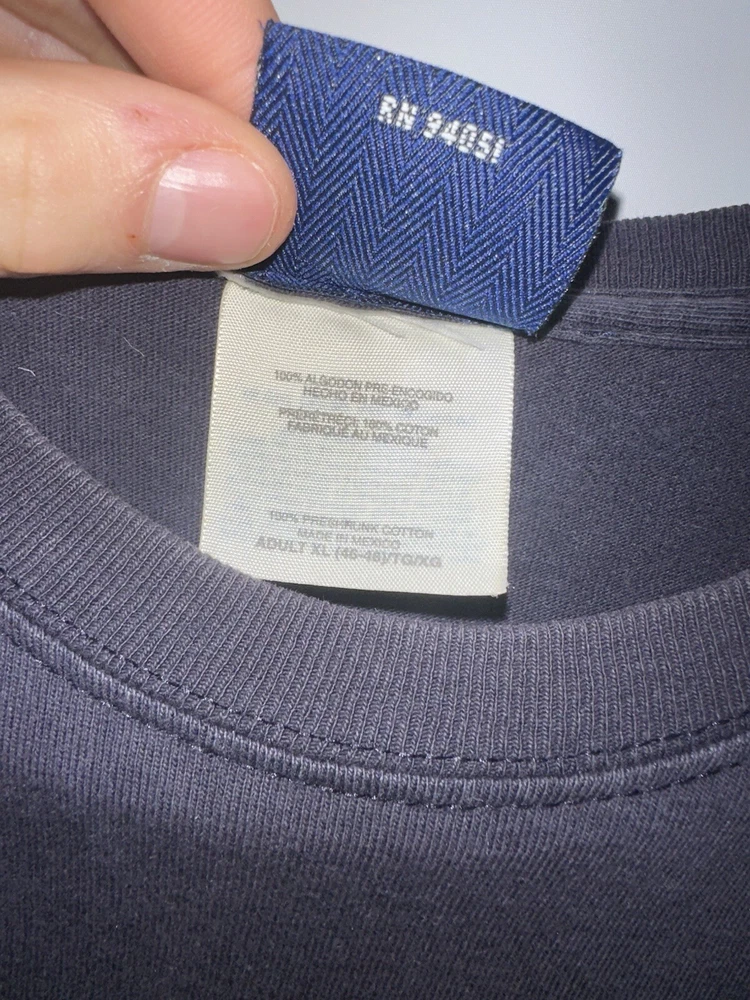 RN 94051
100% ALGODON PRE-ENCOGIDO
HECHO EN MEXICO
PRÉRÉTRÉCI, 100% COTON
FABRIQUÉ AU MEXIQUE
100% PRESHRUNK COTTON
MADE IN MEXICO
ADULT XL (46-48)/TG/XG